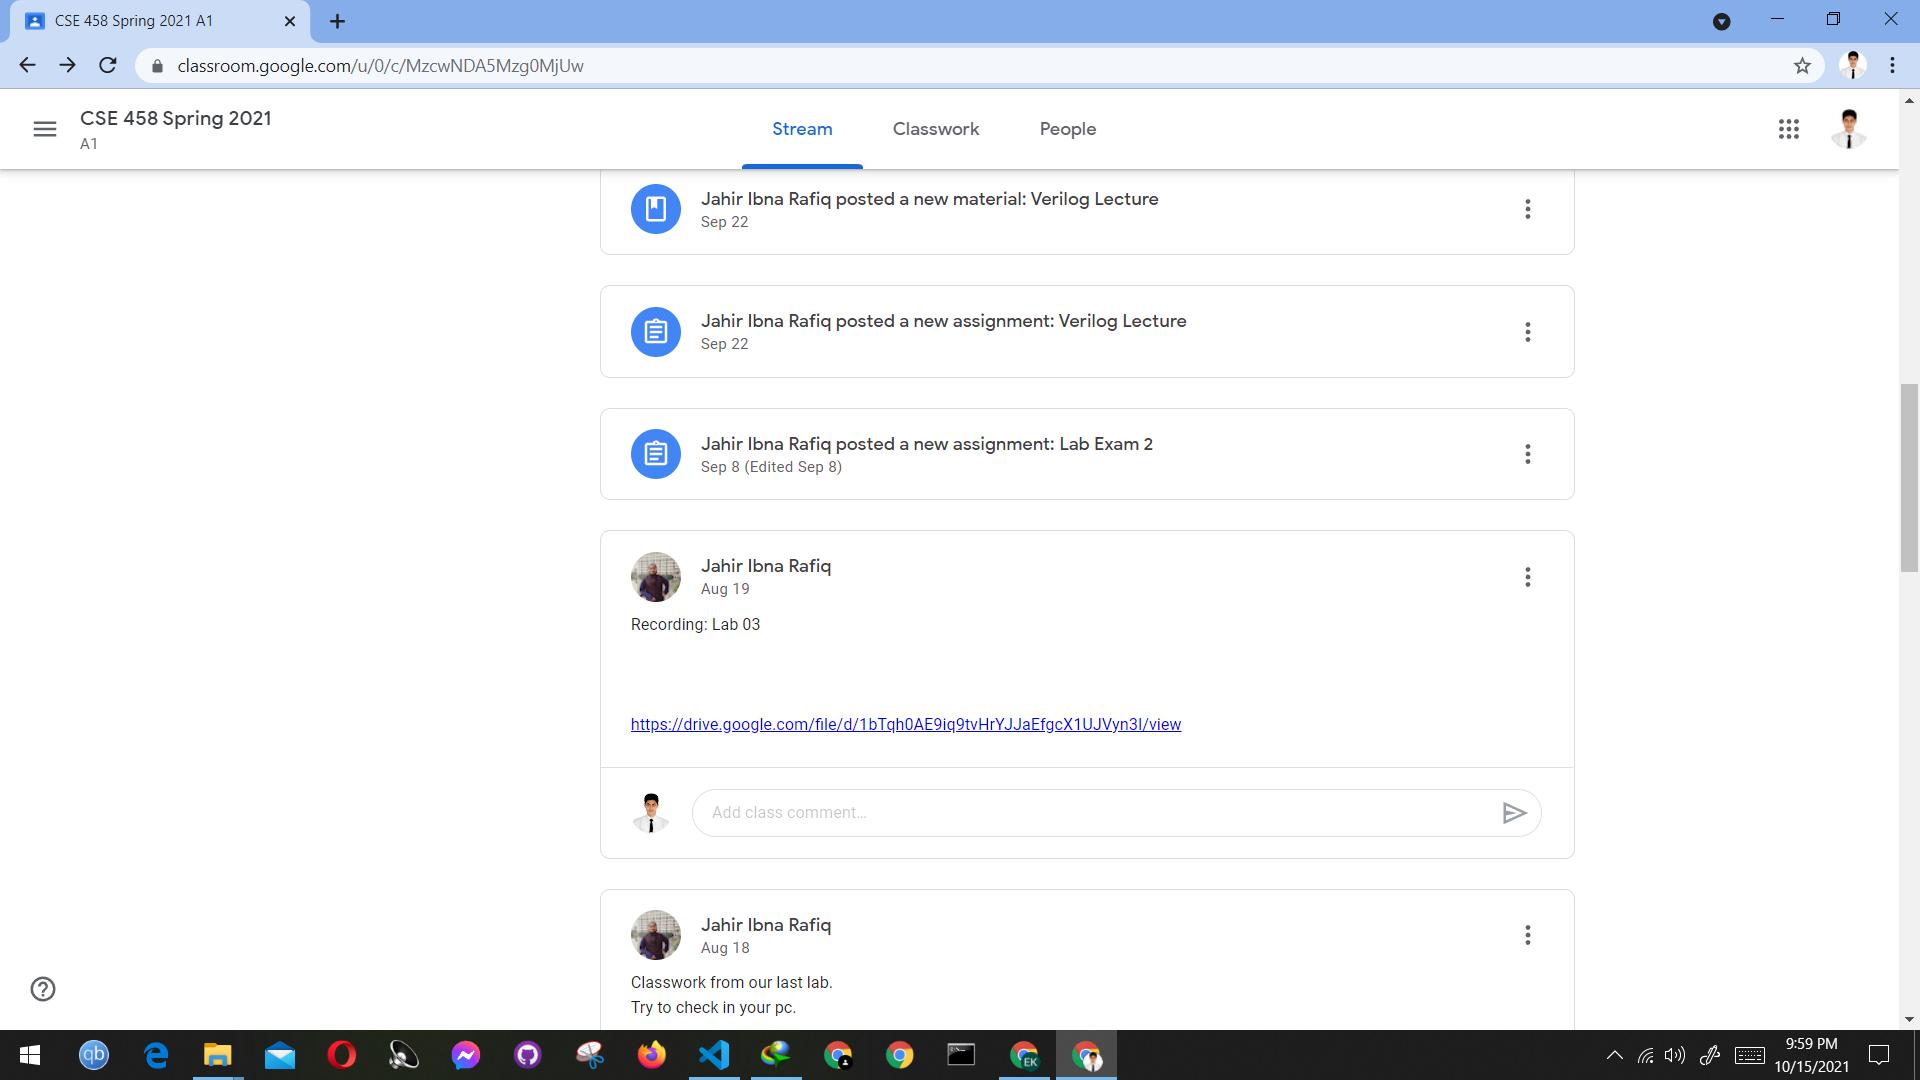 CSE 458 Spring 2021 A1
classroom.google.com/u/0/c/MzcwNDA5Mzg0MjUw
CSE 458 Spring 2021
A1
Stream
Classwork
People
Jahir Ibna Rafiq posted a new material: Verilog Lecture
Sep 22
Jahir Ibna Rafiq posted a new assignment: Verilog Lecture
Sep 22
Jahir Ibna Rafiq posted a new assignment: Lab Exam 2
Sep 8 (Edited Sep 8)
Jahir Ibna Rafiq
Aug 19
Recording: Lab 03
https://drive.google.com/file/d/1bTqh0AE9iq9tvHrYJJaEfgcX1UJVyn3I/view
Add class comment...
Jahir Ibna Rafiq
Aug 18
Classwork from our last lab.
Try to check in your pc.
qb
EK
9:59 PM
10/15/2021